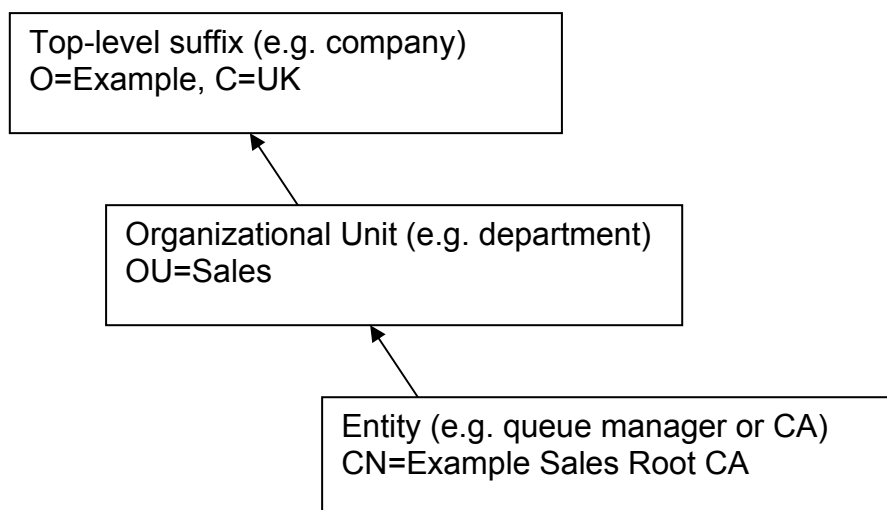 Top-level suffix (e.g. company)
O=Example, C=UK
Organizational Unit (e.g. department)
OU=Sales
Entity (e.g. queue manager or CA)
CN=Example Sales Root CA